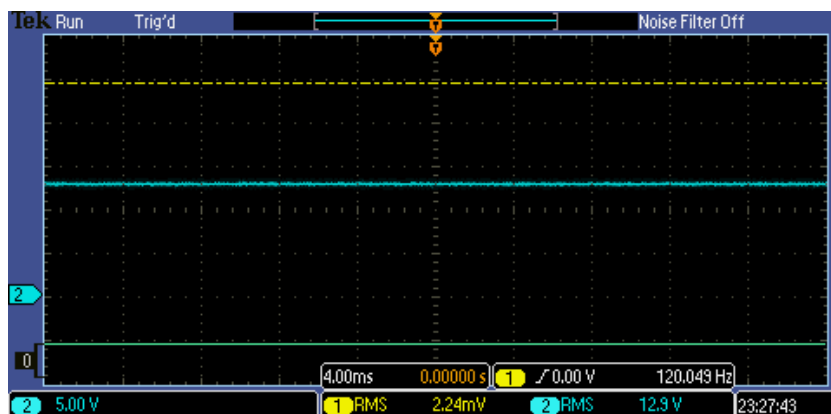 Tek Run Trig'd Noise Filter Off
T
T
2
0
4.00ms 0.00000 s 1 0.00 V 120.049 Hz
2 5.00 V 1 RMS 2.24mV 2 RMS 12.9 V 23:27:43